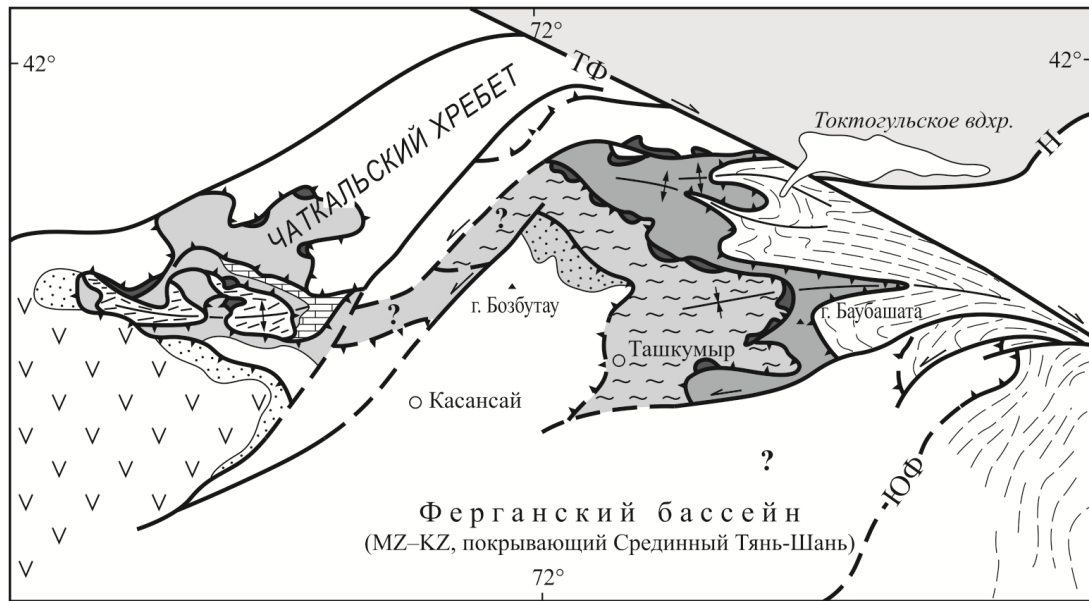 72°
42°
42°
ТФ
ЧАТКАЛЬСКИЙ ХРЕБЕТ
Токтогульское вдхр.
Н
?
г. Бозбутау
?
г. Баубашата
Ташкумыр
Касансай
?
ЮФ
Ферганский бассейн
(MZ–KZ, покрывающий Срединный Тянь-Шань)
72°